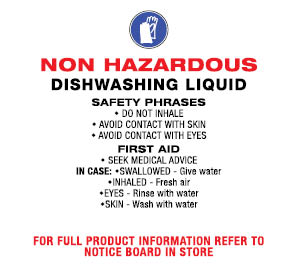 NON HAZARDOUS
DISHWASHING LIQUID
SAFETY PHRASES
• DO NOT INHALE
• AVOID CONTACT WITH SKIN
• AVOID CONTACT WITH EYES
FIRST AID
• SEEK MEDICAL ADVICE
IN CASE: •SWALLOWED - Give water
•INHALED - Fresh air
•EYES - Rinse with water
•SKIN - Wash with water
FOR FULL PRODUCT INFORMATION REFER TO
NOTICE BOARD IN STORE